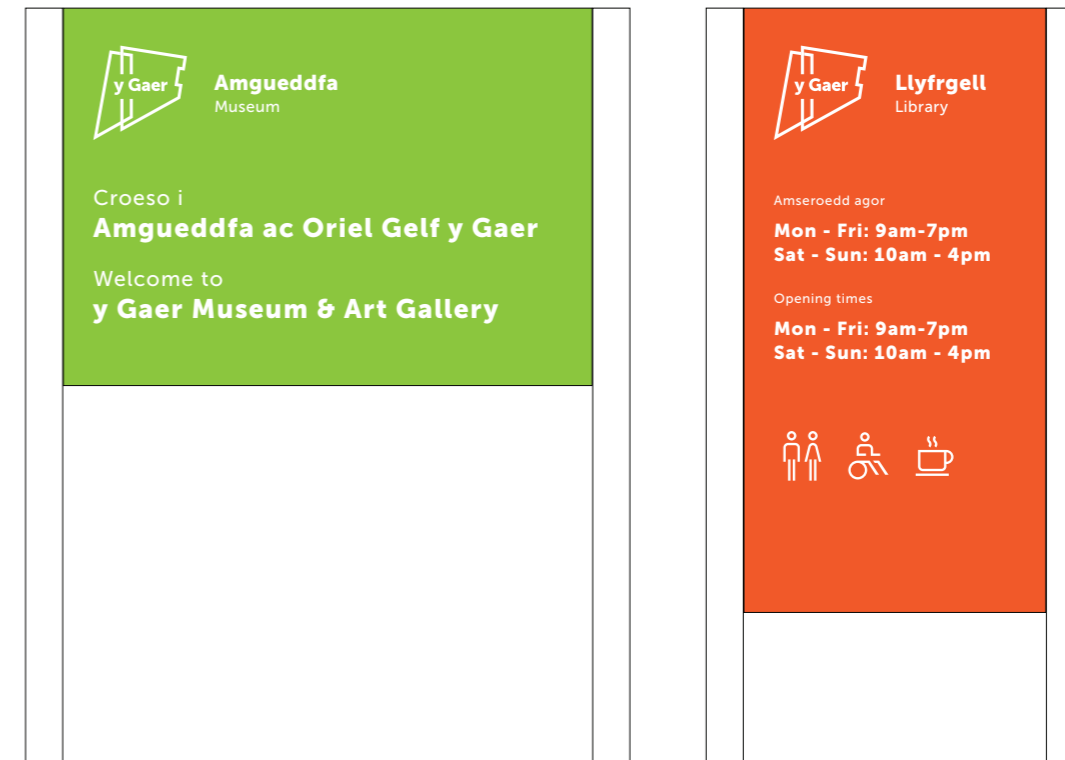 y Gaer
Amgueddfa
Museum
Croeso i
Amgueddfa ac Oriel Gelf y Gaer
Welcome to
y Gaer Museum & Art Gallery
y Gaer
Llyfrgell
Library
Amseroedd agor
Mon - Fri: 9am-7pm
Sat - Sun: 10am - 4pm
Opening times
Mon - Fri: 9am-7pm
Sat - Sun: 10am - 4pm